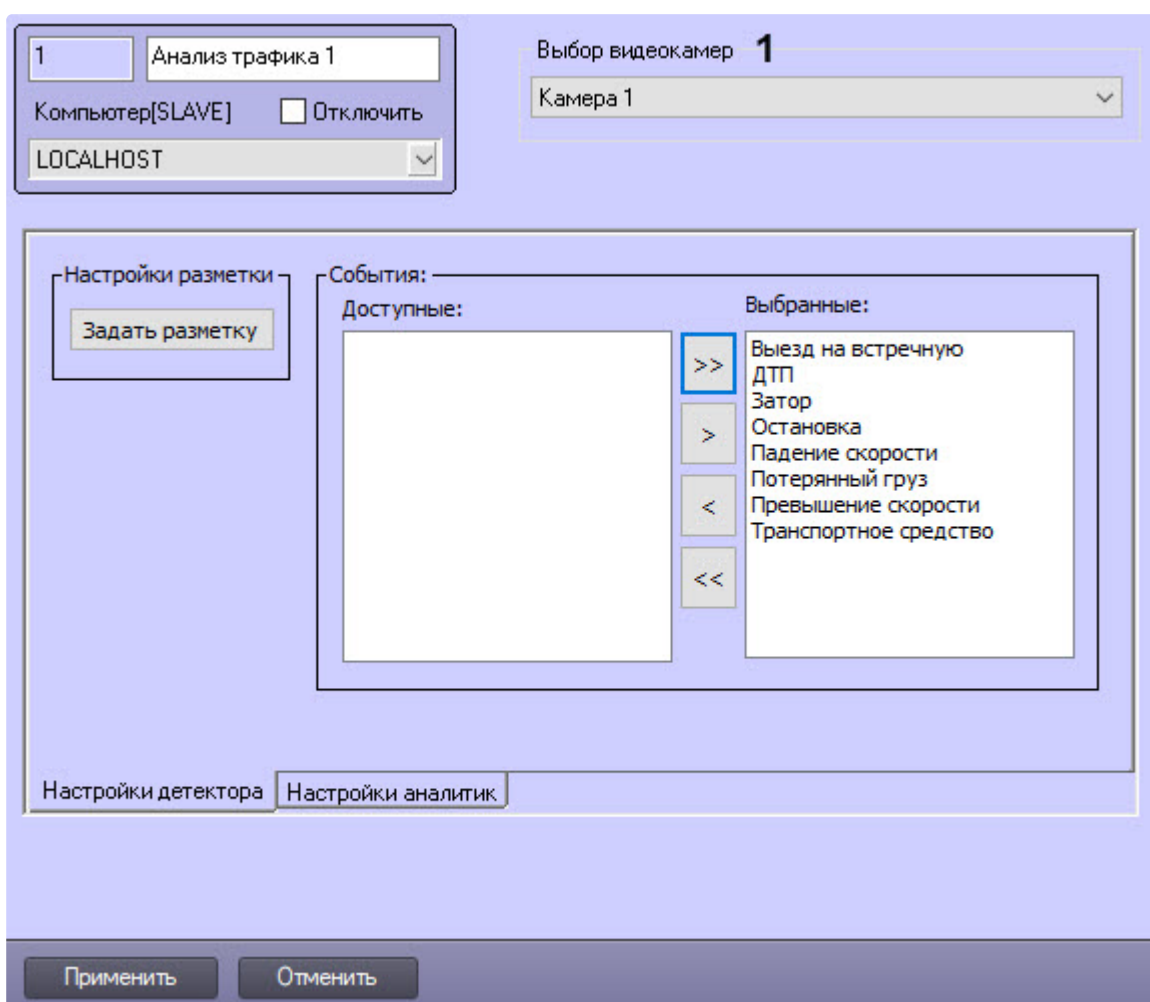 1
Анализ трафика 1
Компьютер[SLAVE]
Отключить
LOCALHOST
Выбор видеокамер
1
Камера 1
Настройки разметки
Задать разметку
События:
Доступные:
>>
>
<
<<
Выбранные:
Выезд на встречную
ДТП
Затор
Остановка
Падение скорости
Потерянный груз
Превышение скорости
Транспортное средство
Настройки детектора
Настройки аналитик
Применить
Отменить